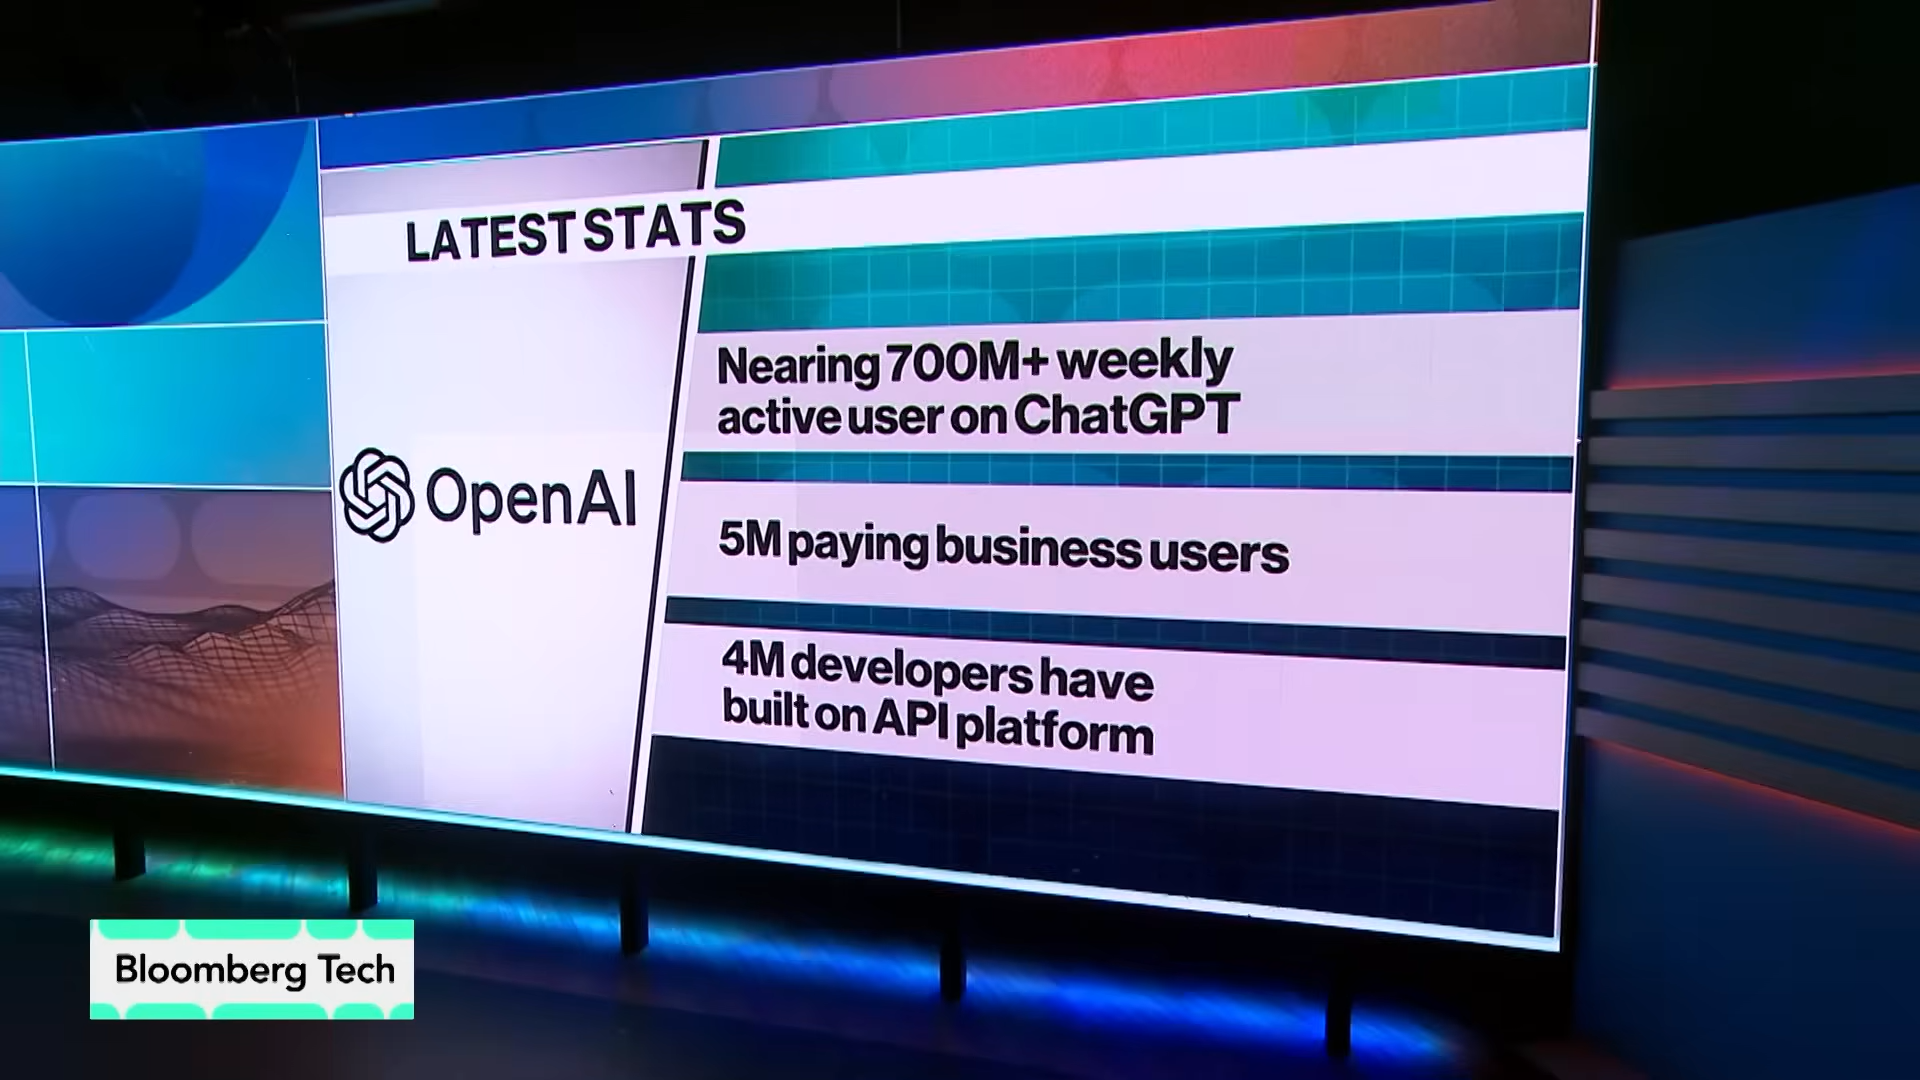 LATEST STATS
OpenAI
Nearing 700M+ weekly
active user on ChatGPT
5M paying business users
4M developers have
built on API platform
Bloomberg Tech